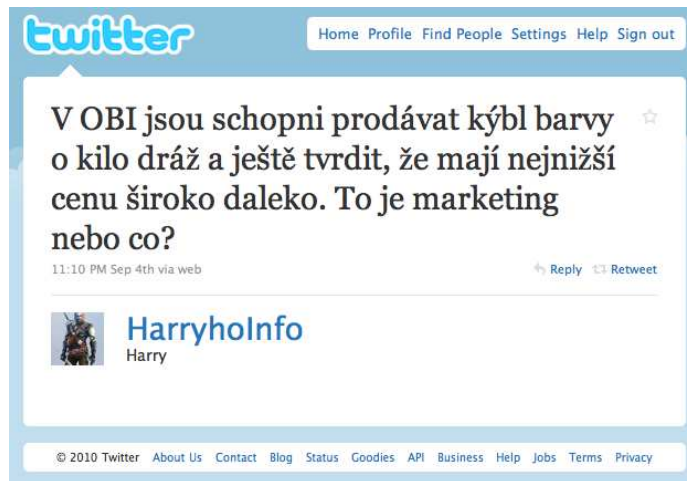 twitter
Home Profile Find People Settings Help Sign out
V OBI jsou schopni prodávat kýbl barvy
o kilo dráž a ještě tvrdit, že mají nejnižší
cenu široko daleko. To je marketing
nebo co?
11:10 PM Sep 4th via web
Reply Retweet
HarryhoInfo
Harry
© 2010 Twitter About Us Contact Blog Status Goodies API Business Help Jobs Terms Privacy